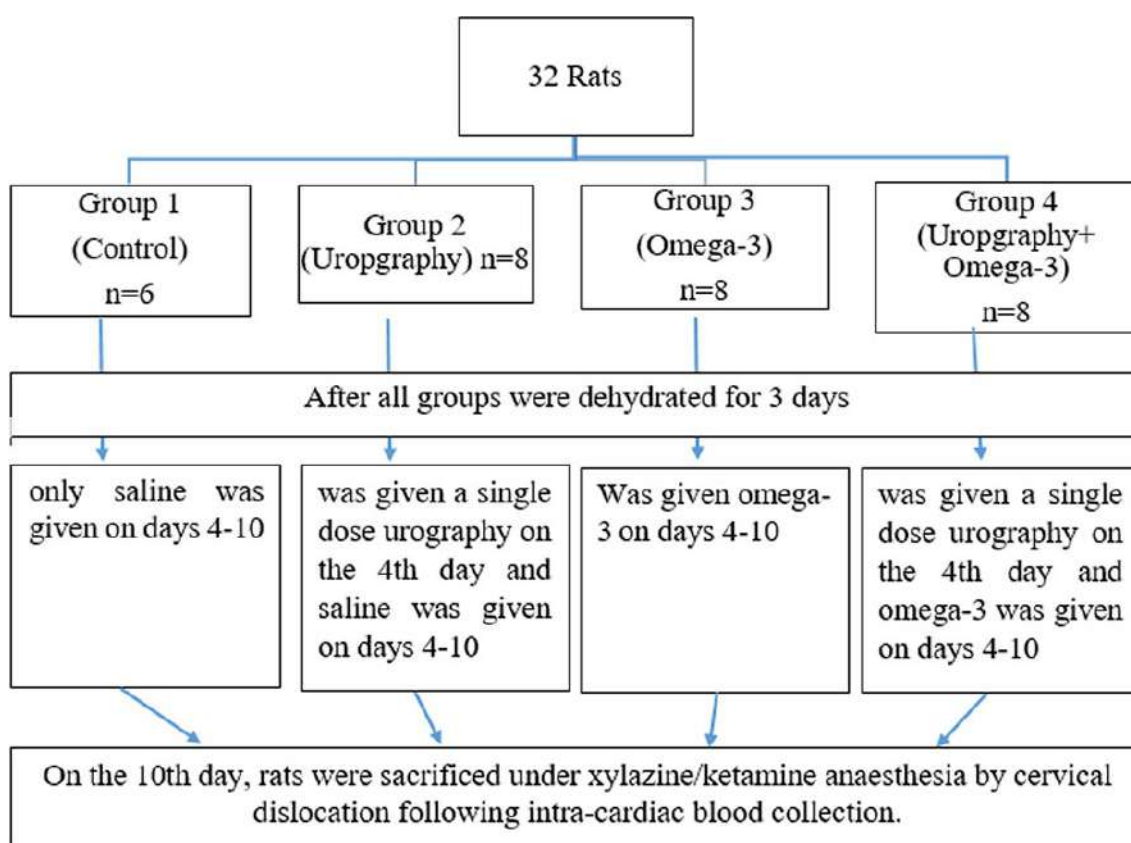 32 Rats
Group 1
(Control)
n=6
Group 2
(Uropgraphy) n=8
Group 3
(Omega-3)
n=8
Group 4
(Uropgraphy+
Omega-3)
n=8
After all groups were dehydrated for 3 days
only saline was
given on days 4-10
was given a single
dose urography on
the 4th day and
saline was given
on days 4-10
Was given omega-
3 on days 4-10
was given a single
dose urography on
the 4th day and
omega-3 was given
on days 4-10
On the 10th day, rats were sacrificed under xylazine/ketamine anaesthesia by cervical
dislocation following intra-cardiac blood collection.